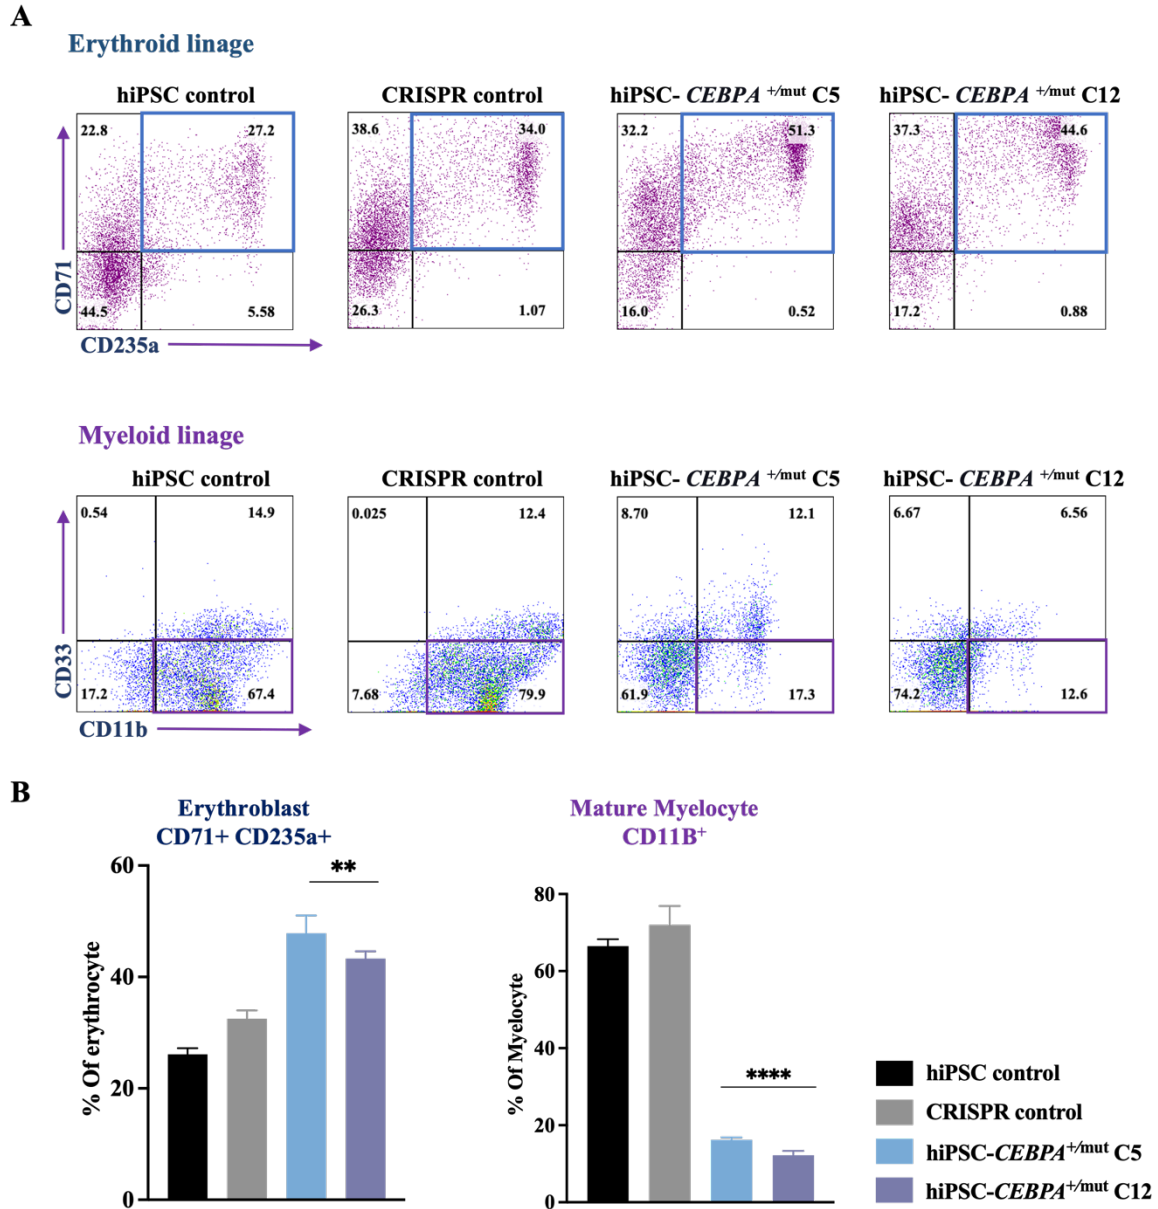 A
Erythroid linage
hiPSC control
CRISPR control
hiPSC- CEBPA +/mut C5
hiPSC- CEBPA +/mut C12
22.8 27.2
38.6 34.0
32.2 51.3
37.3 44.6
CD71
44.5 5.58
26.3 1.07
16.0 0.52
17.2 0.88
CD235a
Myeloid linage
hiPSC control
CRISPR control
hiPSC- CEBPA +/mut C5
hiPSC- CEBPA +/mut C12
0.54 14.9
0.025 12.4
8.70 12.1
6.67 6.56
CD33
17.2 67.4
7.68 79.9
61.9 17.3
74.2 12.6
CD11b
B
Erythroblast
CD71+ CD235a+
60
40
20
0
% Of erythrocyte
**
Mature Myelocyte
CD11B+
80
60
40
20
0
% Of Myelocyte
****
hiPSC control
CRISPR control
hiPSC-CEBPA+/mut C5
hiPSC-CEBPA+/mut C12